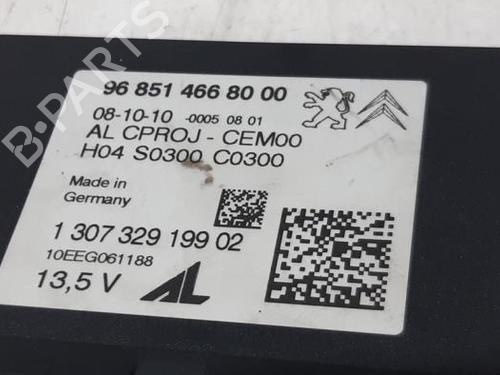 96 851 466 80 00
08-10-10 -0005 08 01
AL CPROJ - CEM00
H04 S0300 C0300
Made in
Germany
1 307 329 199 02
10EEG061188
13,5 V
AL
B-PARTS